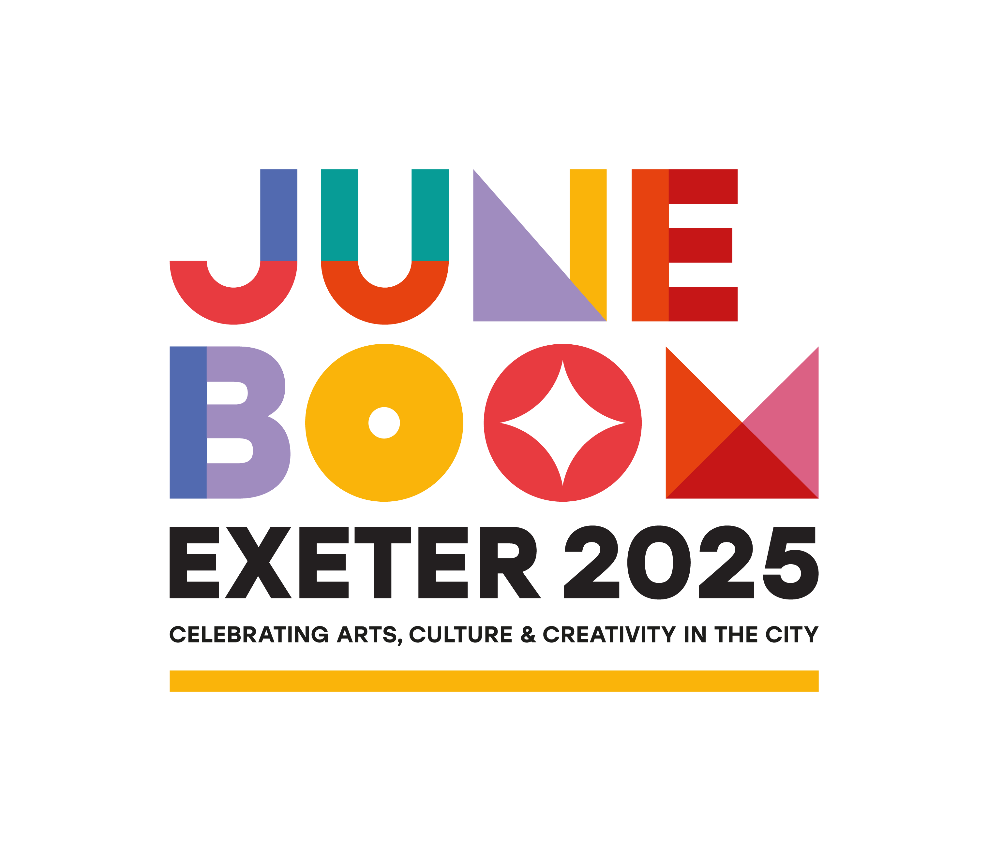 JUNE
BOOM
EXETER 2025
CELEBRATING ARTS, CULTURE & CREATIVITY IN THE CITY